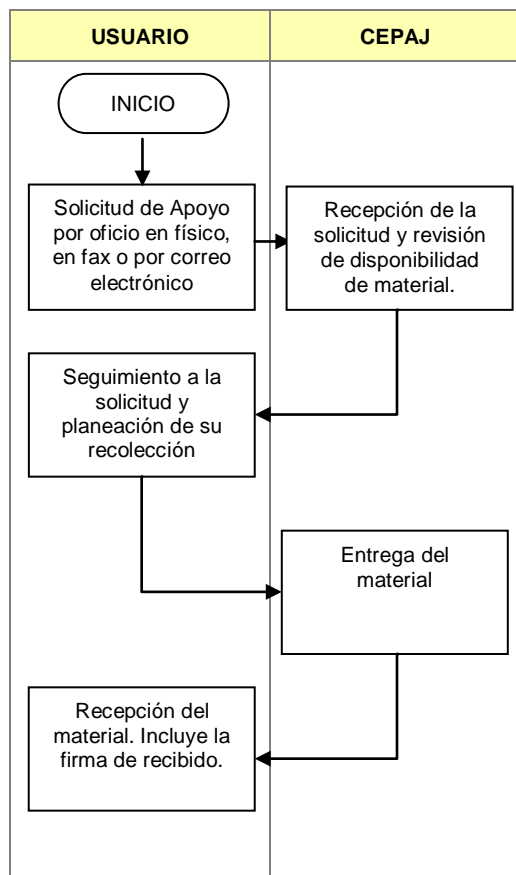 USUARIO
CEPAJ
INICIO
Solicitud de Apoyo
por oficio en físico,
en fax o por correo
electrónico
Recepción de la
solicitud y revisión
de disponibilidad
de material.
Seguimiento a la
solicitud y
planeación de su
recolección
Entrega del
material
Recepción del
material. Incluye la
firma de recibido.